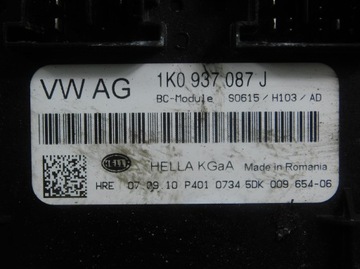 VW AG 1K0 937 087 J
BC-Module S0615 / H103 / AD
HELLA
HELLA KGaA Made in Romania
HRE 07.09.10 P401 0734 5DK 009 654-06